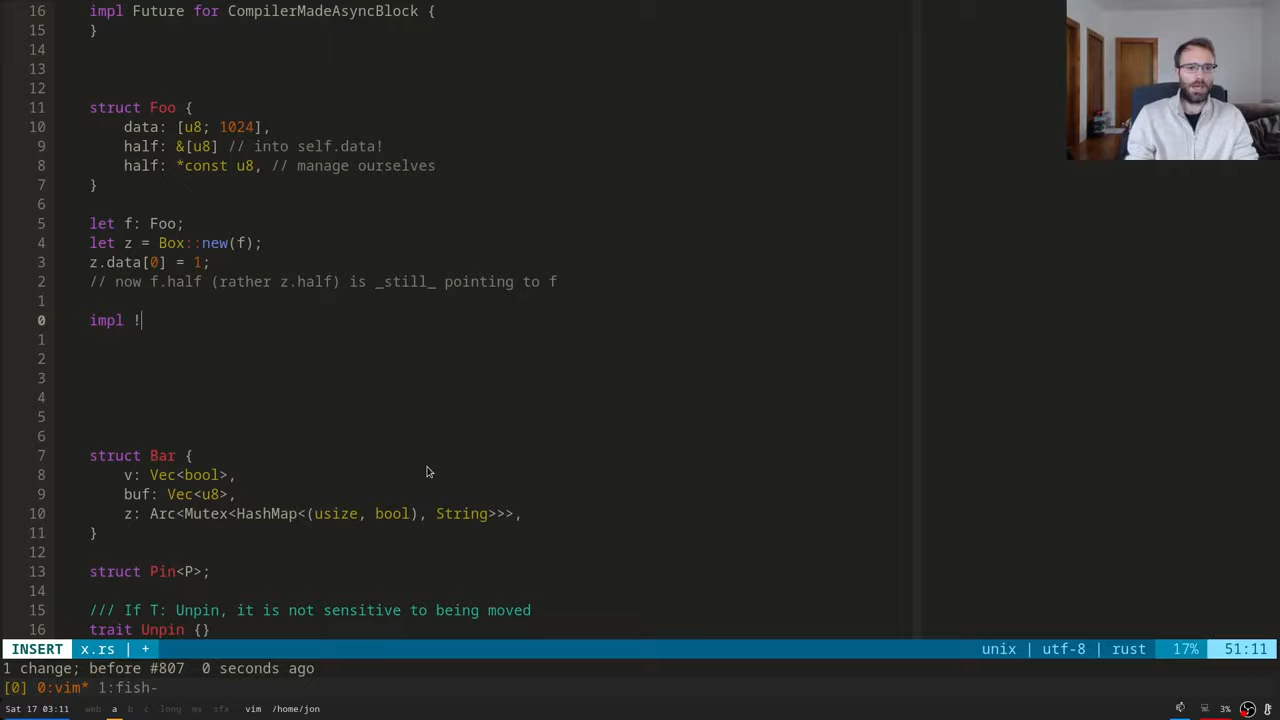 16 impl Future for CompilerMadeAsyncBlock {
15 }
14
13
12
11 struct Foo {
10 data: [u8; 1024],
9 half: &[u8] // into self.data!
8 half: *const u8, // manage ourselves
7 }
6
5 let f: Foo;
4 let z = Box::new(f);
3 z.data[0] = 1;
2 // now f.half (rather z.half) is _still_ pointing to f
1
0 impl !
1
2
3
4
5
6
7 struct Bar {
8 v: Vec<bool>,
9 buf: Vec<u8>,
10 z: Arc<Mutex<HashMap<(usize, bool), String>>>,
11 }
12
13 struct Pin<P>;
14
15 /// If T: Unpin, it is not sensitive to being moved
16 trait Unpin {}
INSERT x.rs | + unix | utf-8 | rust 17% 51:11
1 change; before #807 0 seconds ago
[0] 0:vim* 1:fish-
Sat 17 03:11 web a b c long mx sfx vim /home/jon 3%